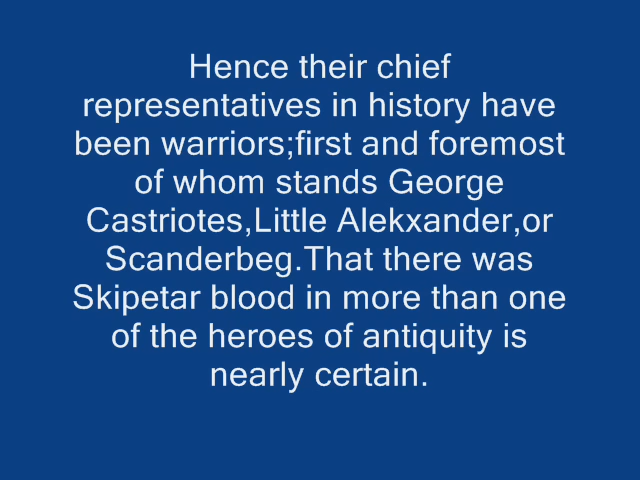 Hence their chief
representatives in history have
been warriors;first and foremost
of whom stands George
Castriotes,Little Alekxander,or
Scanderbeg.That there was
Skipetar blood in more than one
of the heroes of antiquity is
nearly certain.